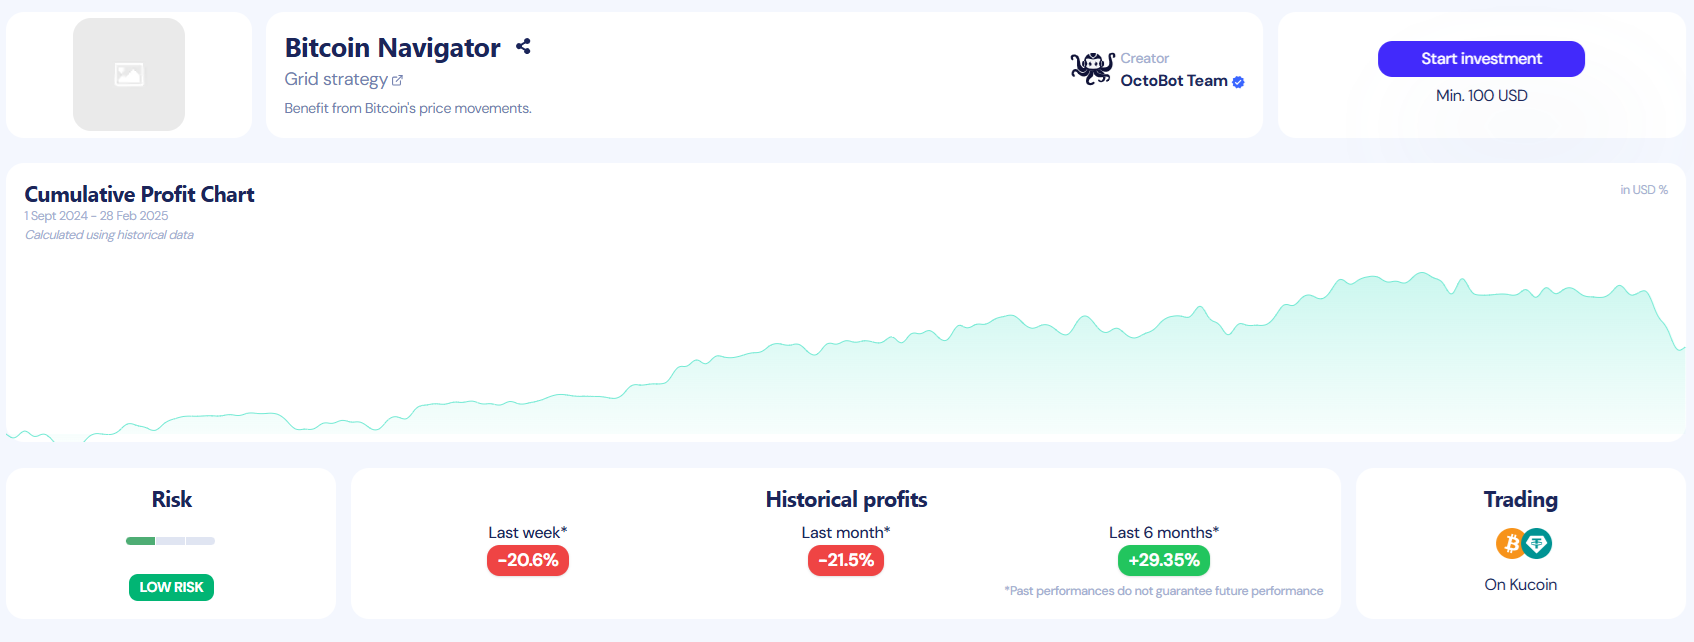 Bitcoin Navigator
Grid strategy
Benefit from Bitcoin's price movements.
Creator
OctoBot Team
Start investment
Min. 100 USD
Cumulative Profit Chart
1 Sept 2024 - 28 Feb 2025
Calculated using historical data
in USD %
Risk
LOW RISK
Historical profits
Last week*
-20.6%
Last month*
-21.5%
Last 6 months*
+29.35%
*Past performances do not guarantee future performance
Trading
On Kucoin